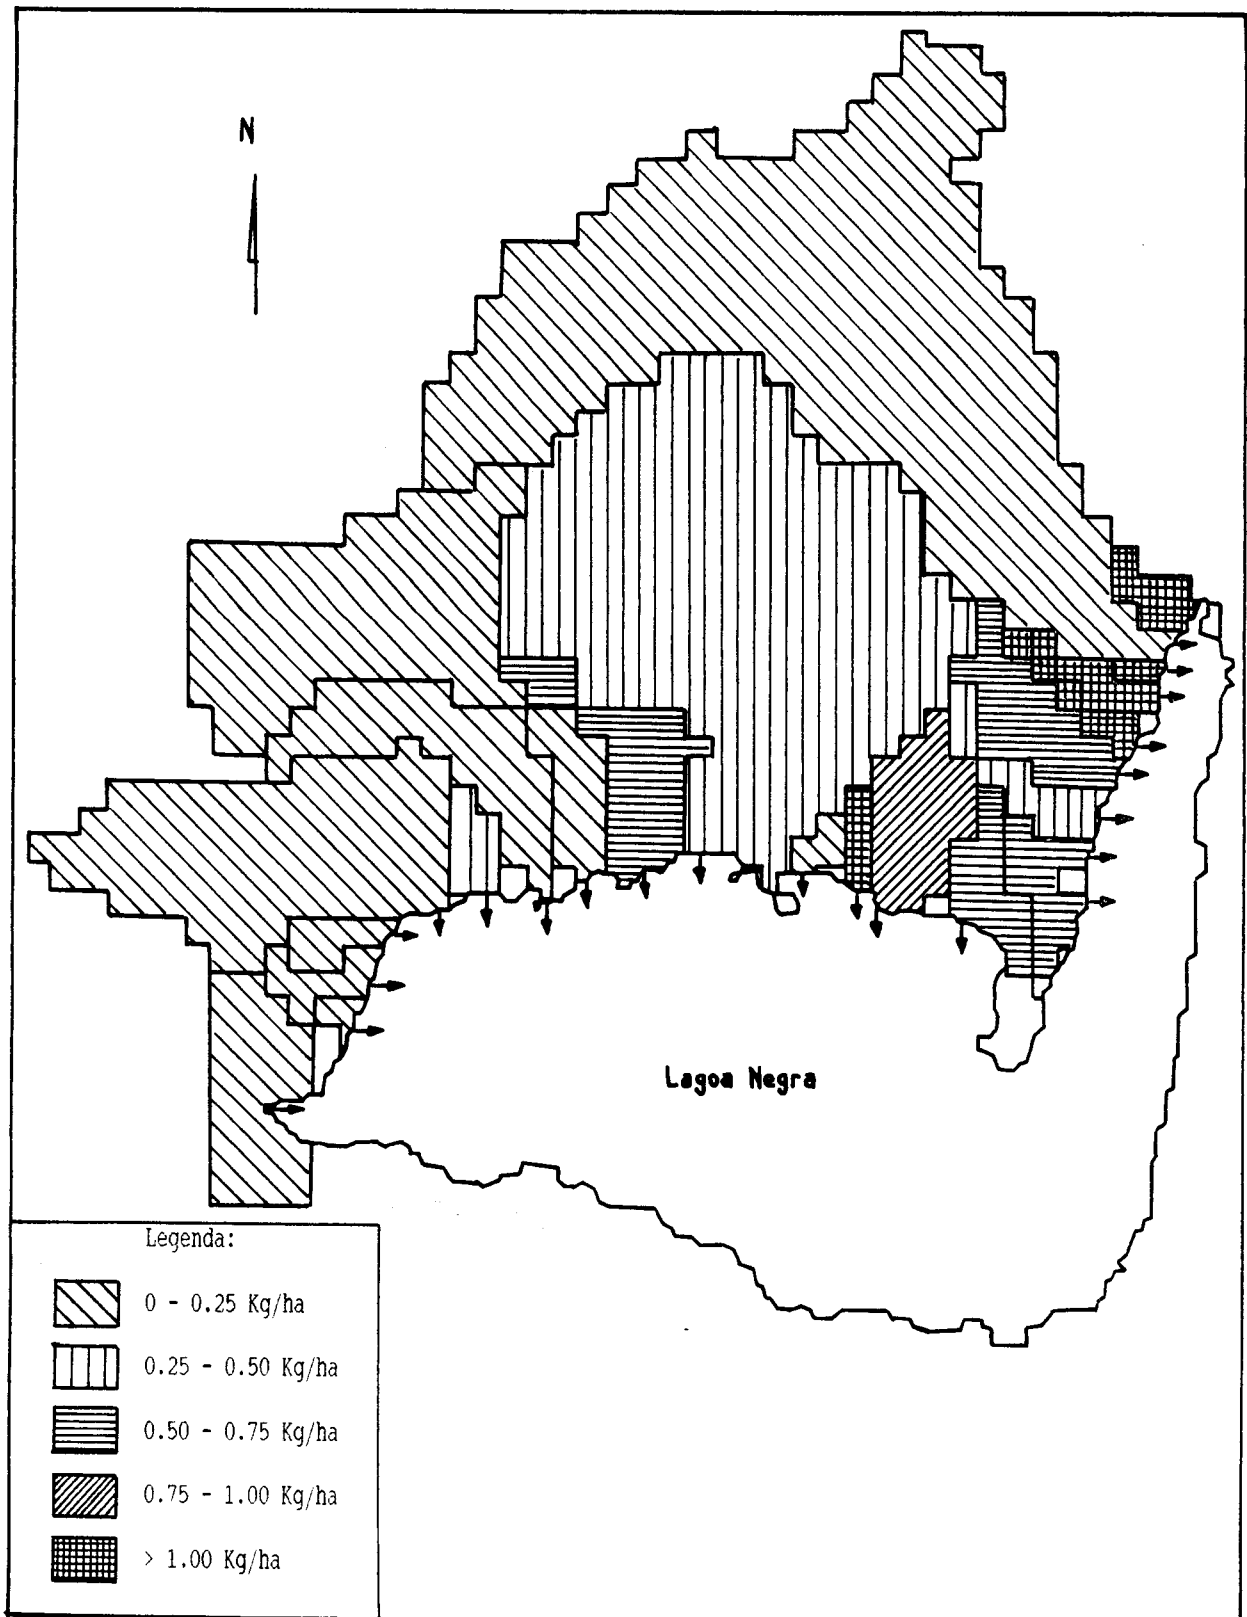 N
Lagoa Negra
Legenda:
0 - 0.25 Kg/ha
0.25 - 0.50 Kg/ha
0.50 - 0.75 Kg/ha
0.75 - 1.00 Kg/ha
> 1.00 Kg/ha